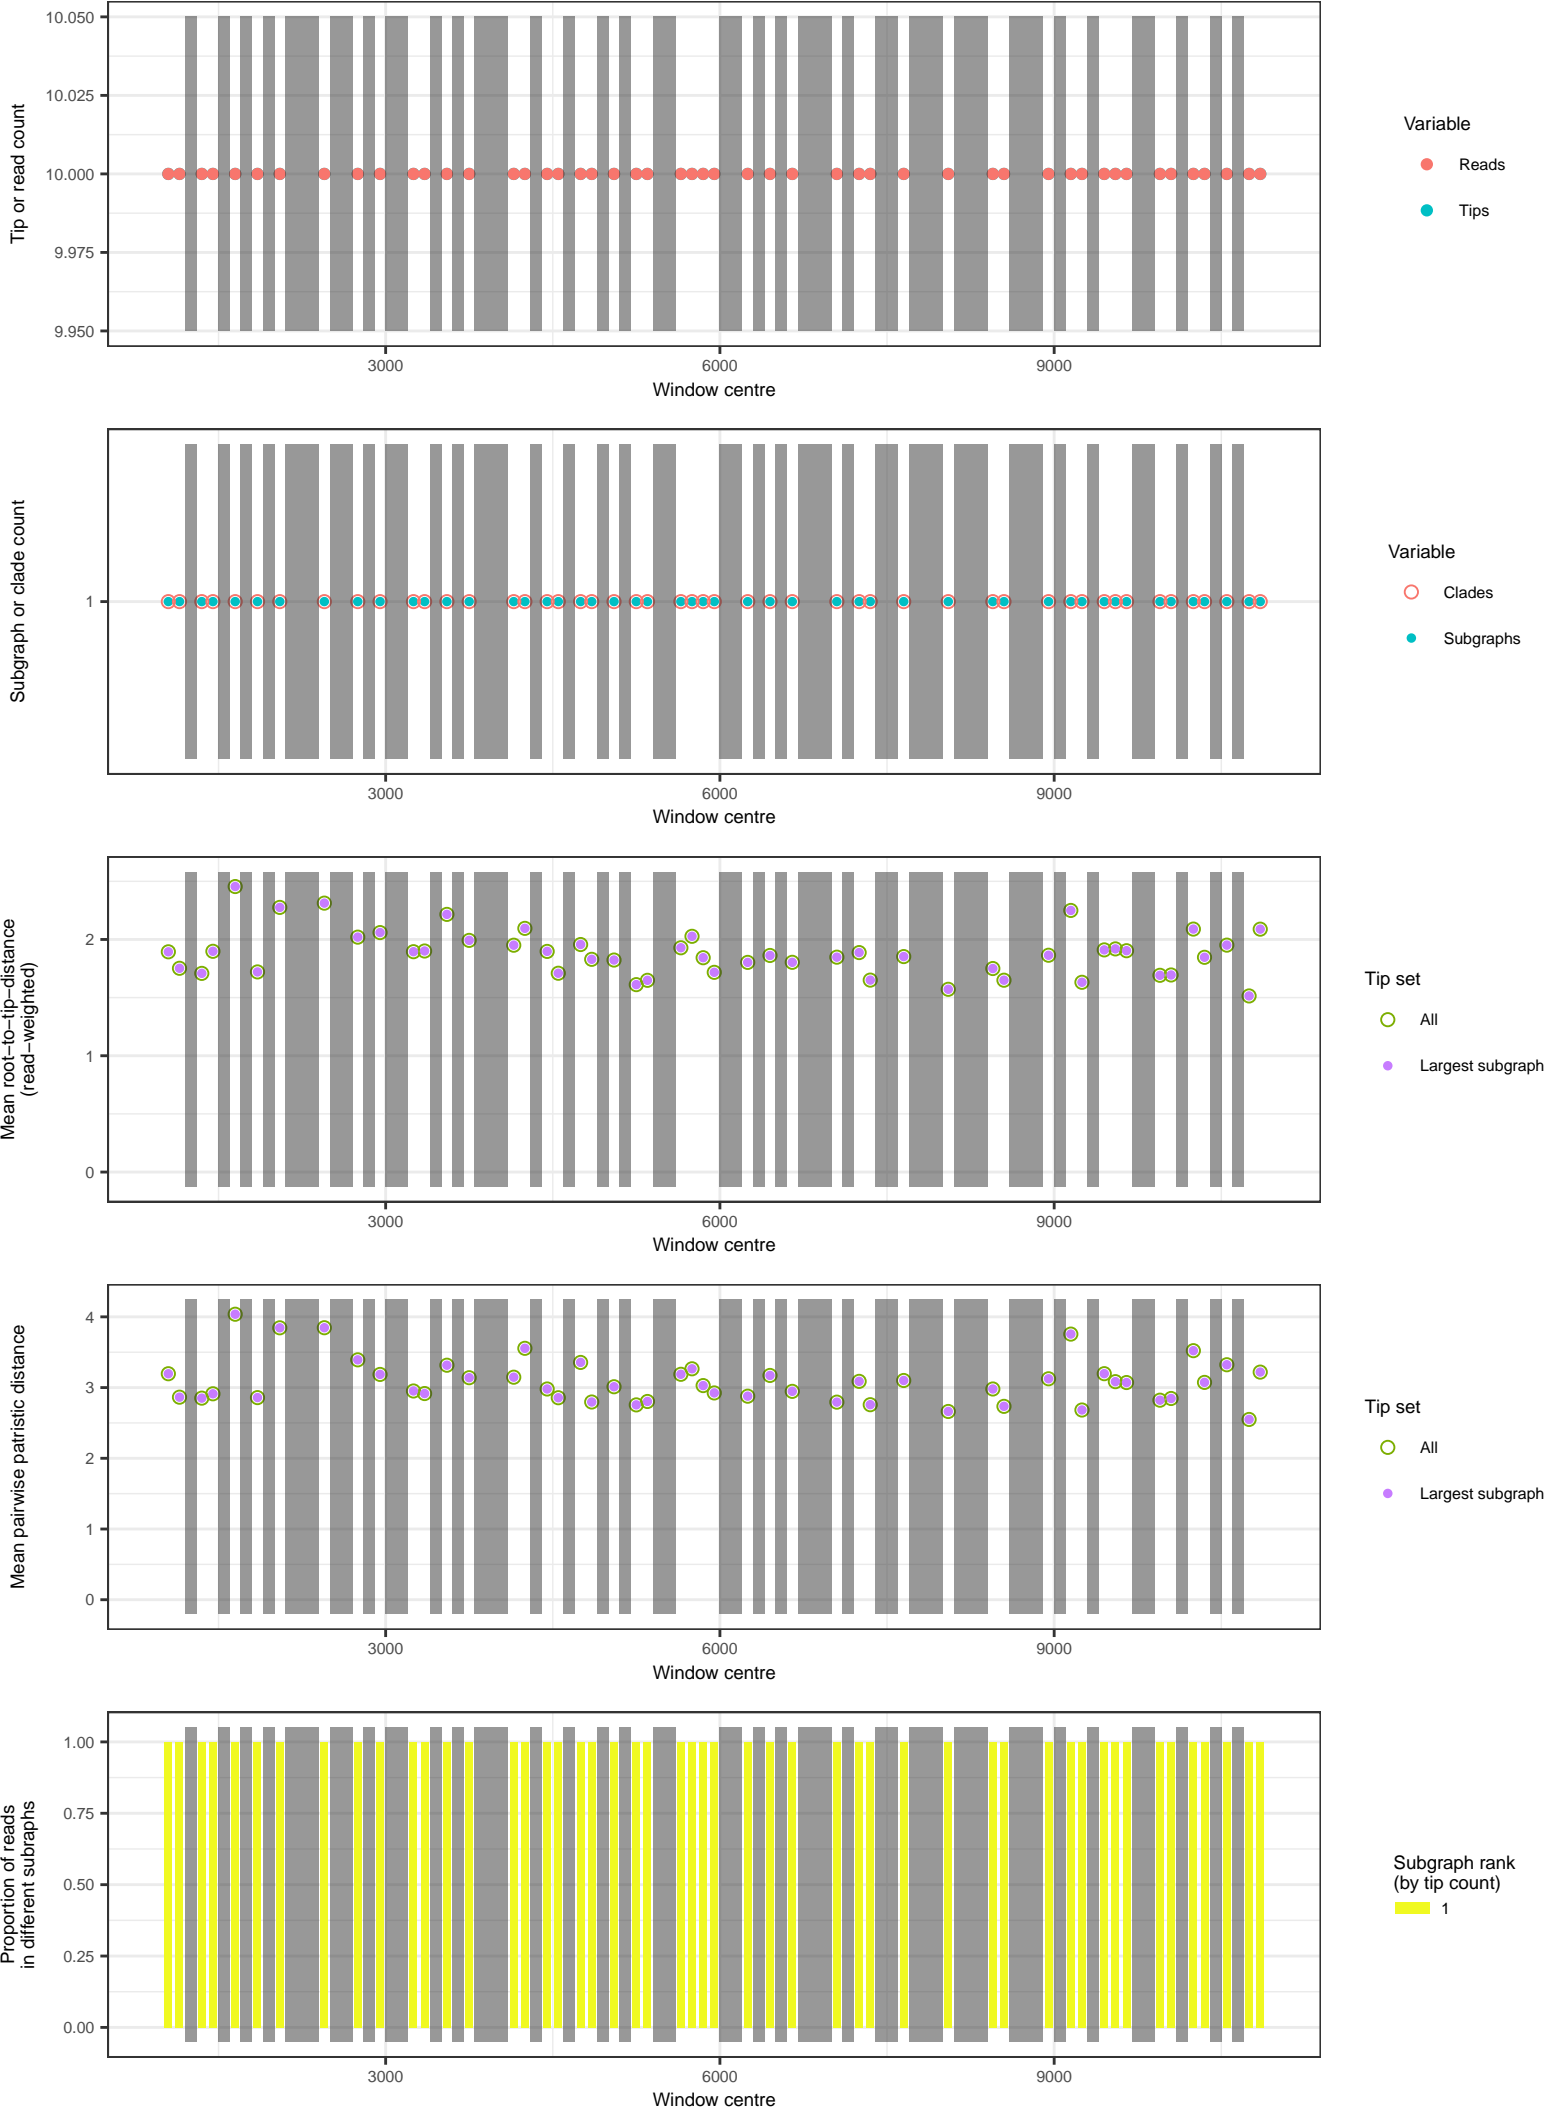 10.050
10.025
10.000
9.975
9.950
Tip or read count
3000
6000
9000
Window centre
Variable
Reads
Tips
1
Subgraph or clade count
3000
6000
9000
Window centre
Variable
Clades
Subgraphs
2
1
0
Mean root−to−tip−distance
(read−weighted)
3000
6000
9000
Window centre
Tip set
All
Largest subgraph
4
3
2
1
0
Mean pairwise patristic distance
3000
6000
9000
Window centre
Tip set
All
Largest subgraph
1.00
0.75
0.50
0.25
0.00
Proportion of reads
in different subraphs
3000
6000
9000
Window centre
Subgraph rank
(by tip count)
1